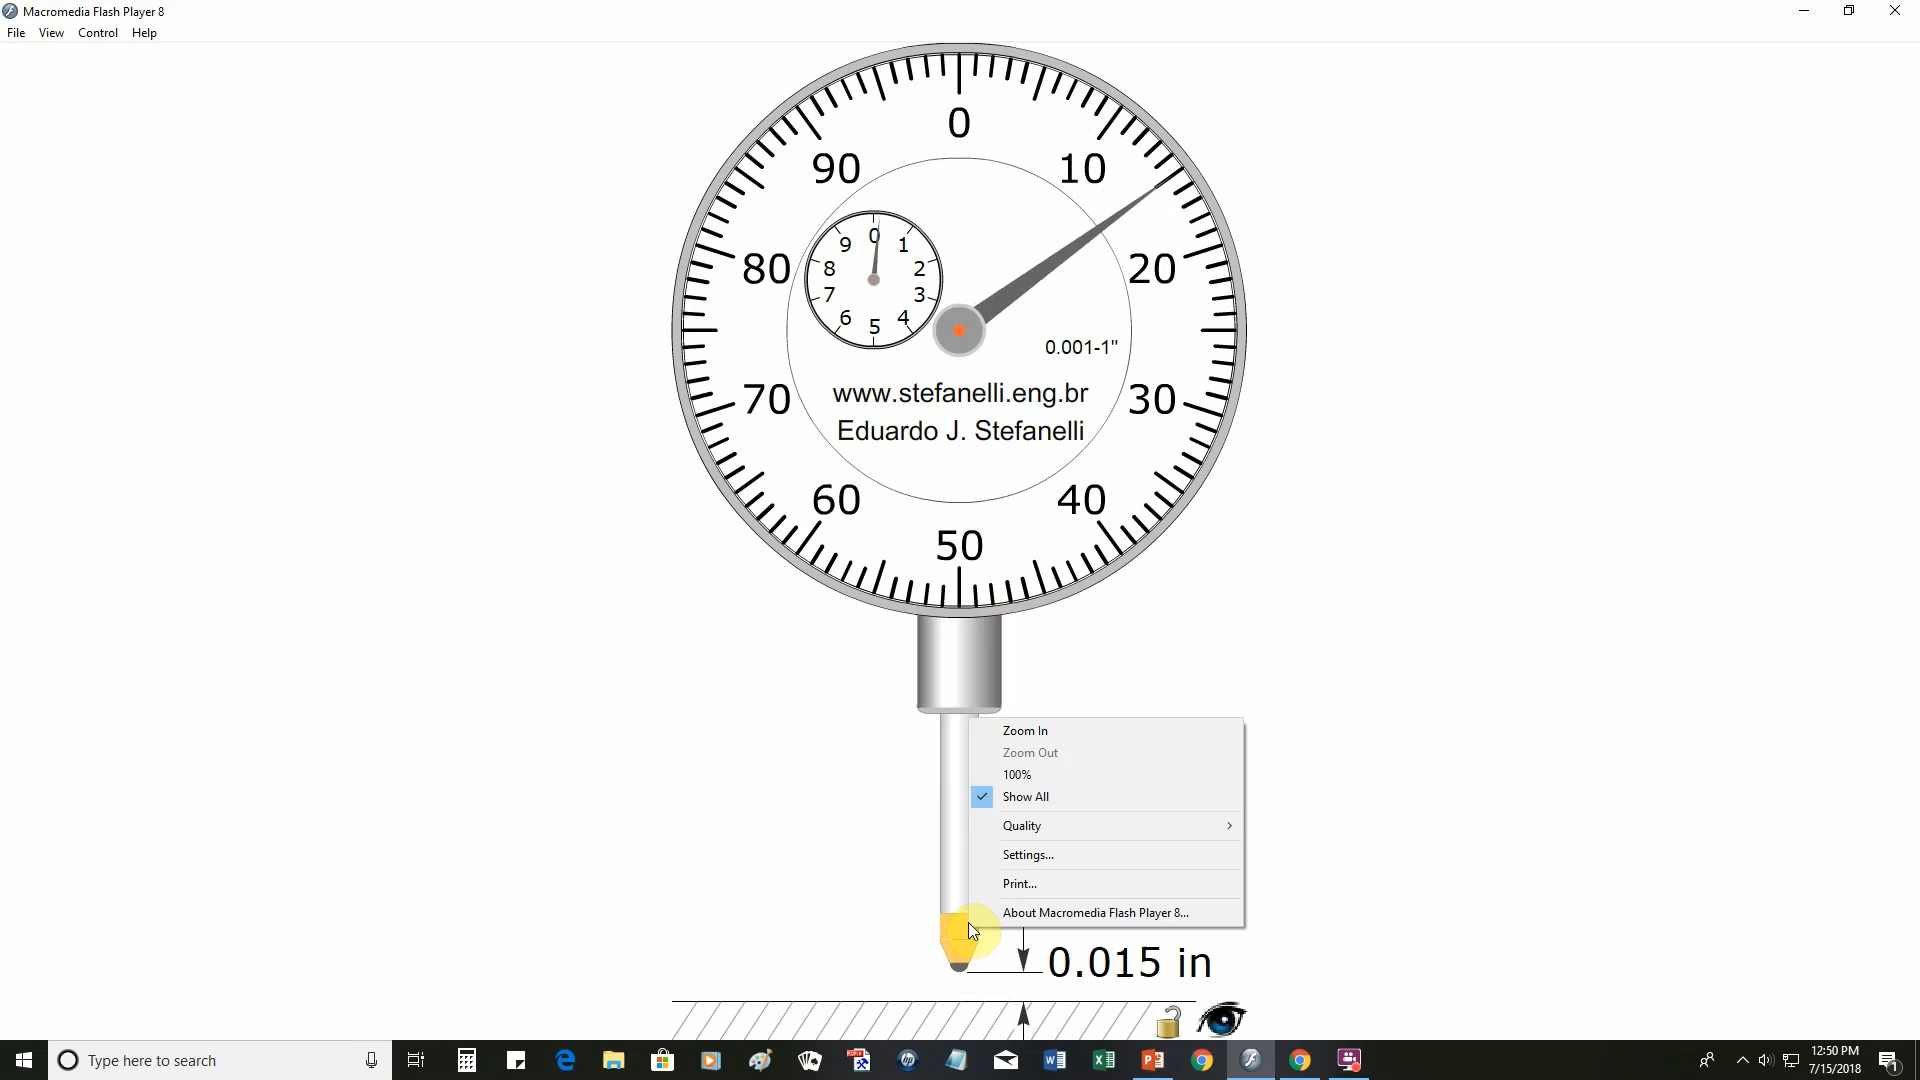 Macromedia Flash Player 8
File View Control Help
0
90 10
80 20
70 30
60 40
50
0
9 1
8 2
7 3
6 4
5
0.001-1"
www.stefanelli.eng.br
Eduardo J. Stefanelli
Zoom In
Zoom Out
100%
Show All
Quality
Settings...
Print...
About Macromedia Flash Player 8...
0.015 in
Type here to search
12:50 PM
7/15/2018
1